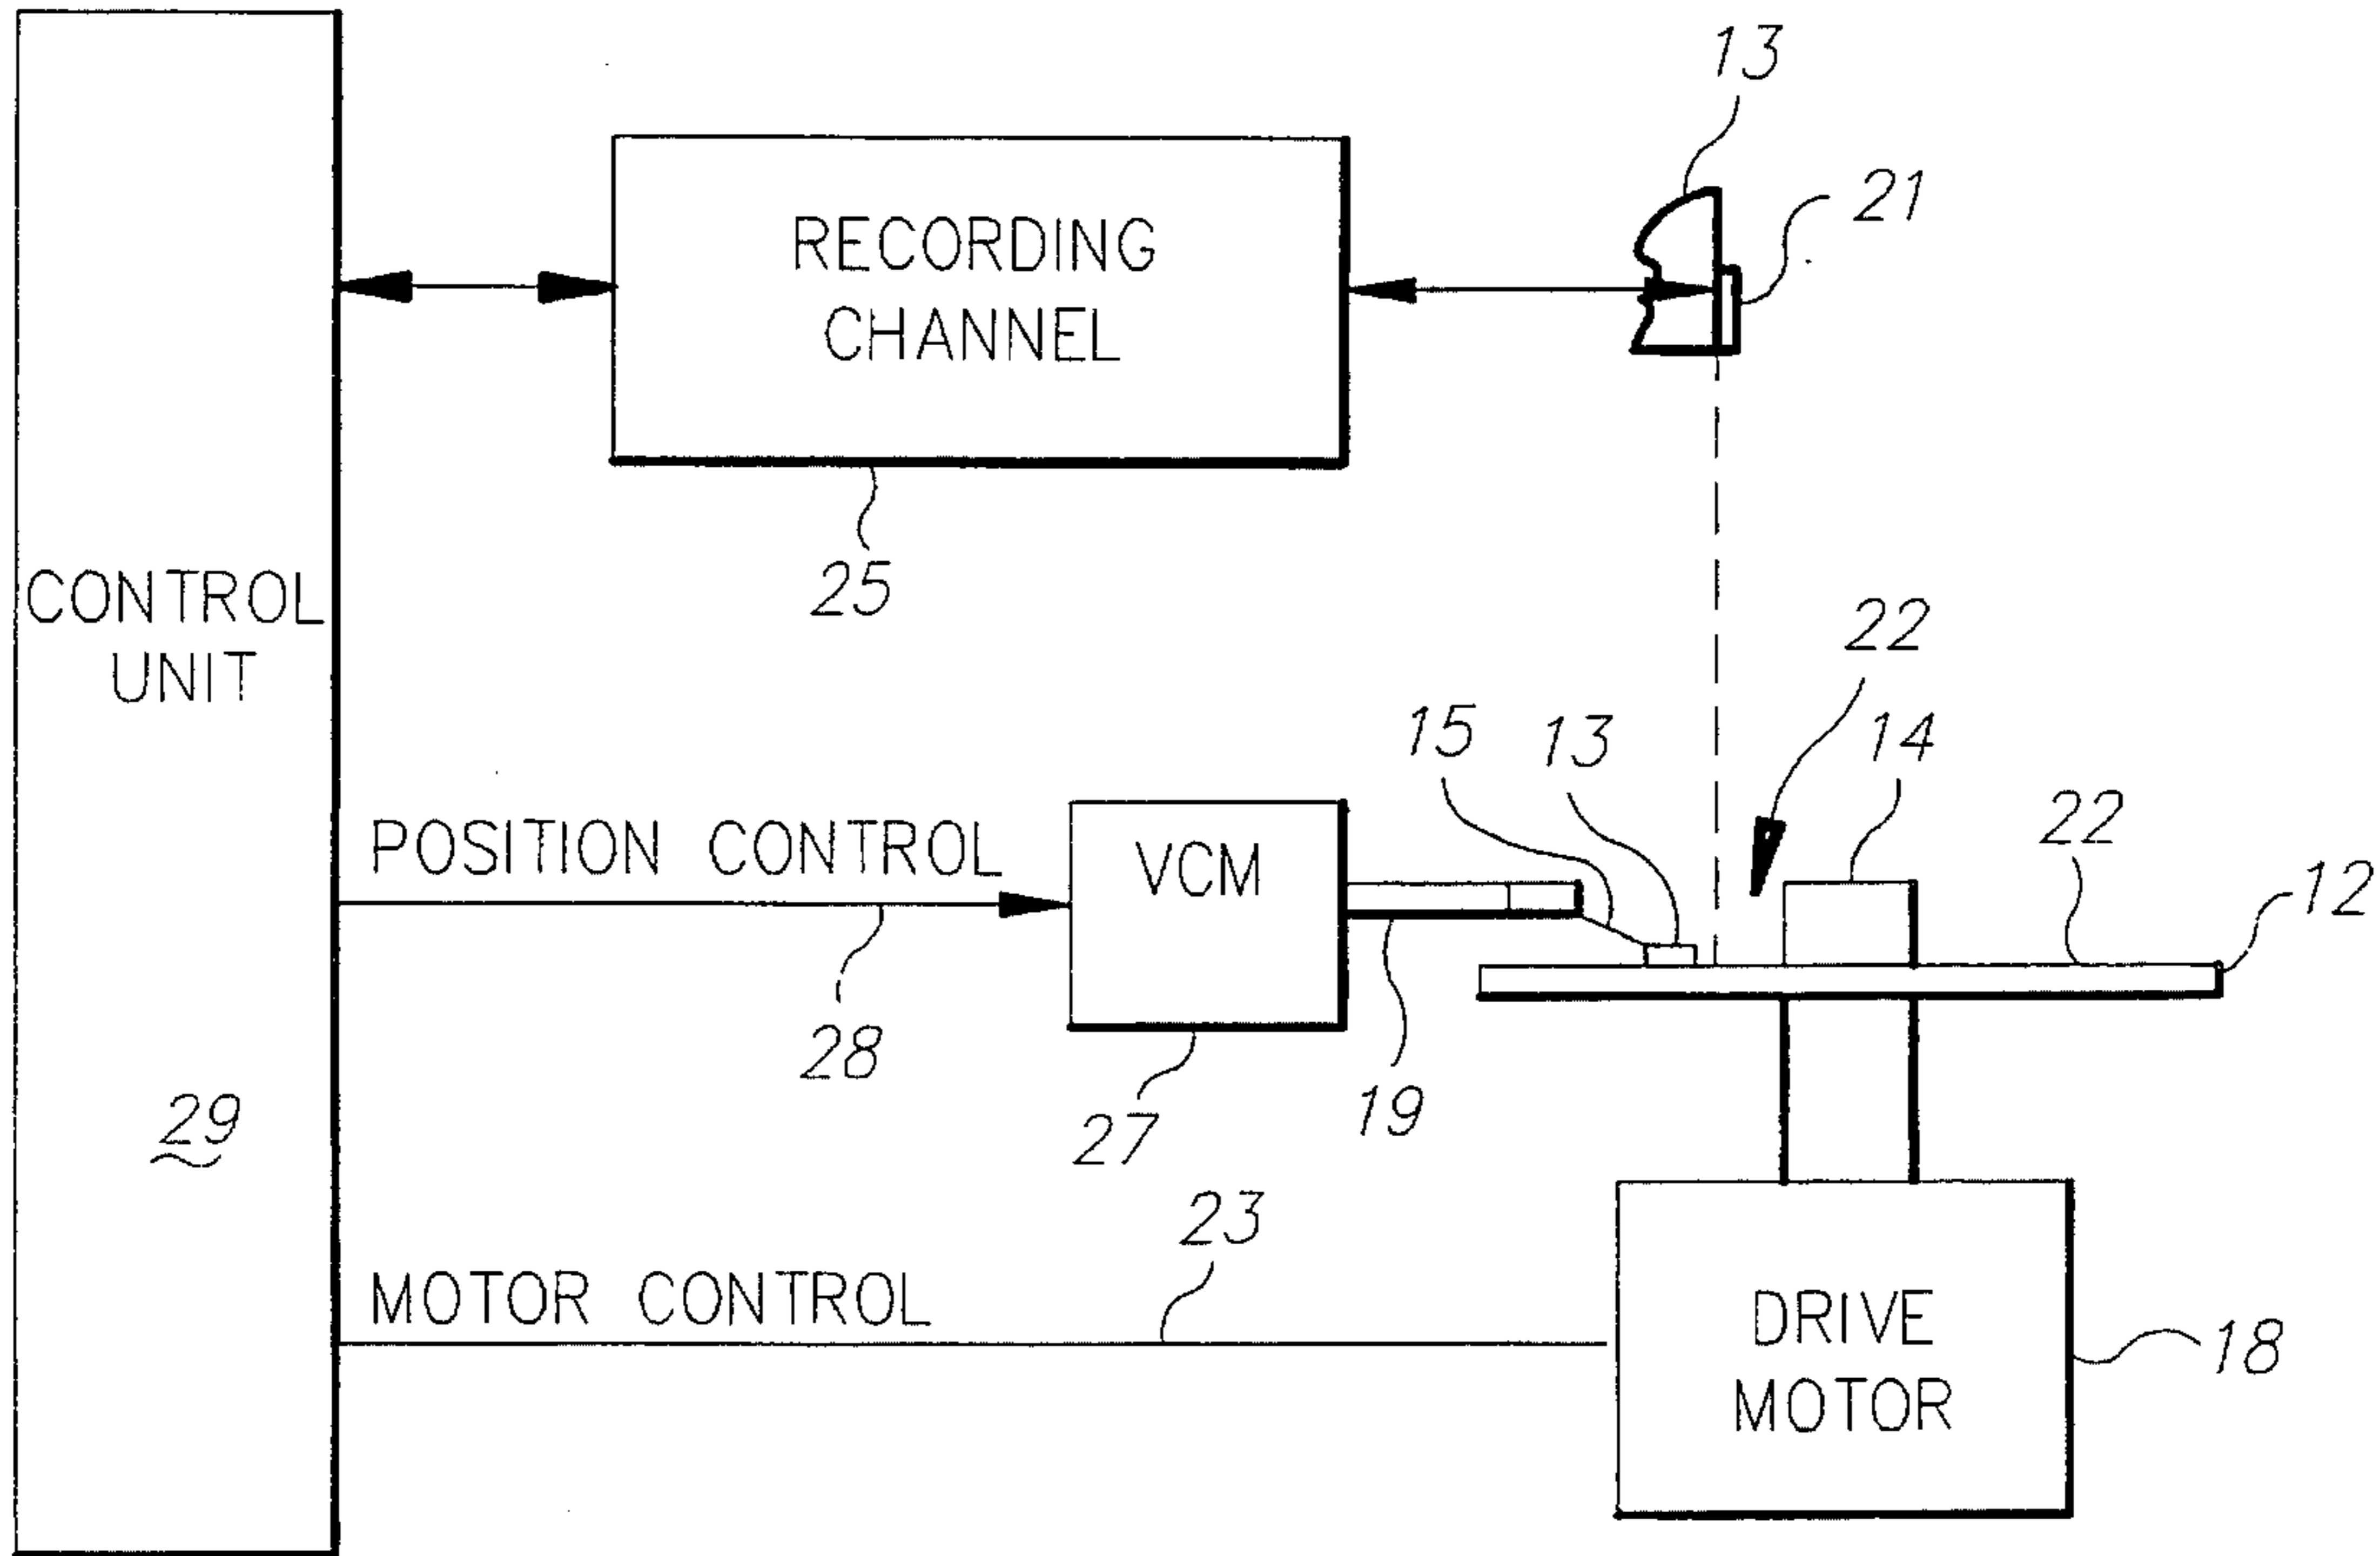 13
21
RECORDING
CHANNEL
25
CONTROL
UNIT
22
15
13
14
22
12
POSITION CONTROL
VCM
28
19
27
29
23
MOTOR CONTROL
DRIVE
MOTOR
18